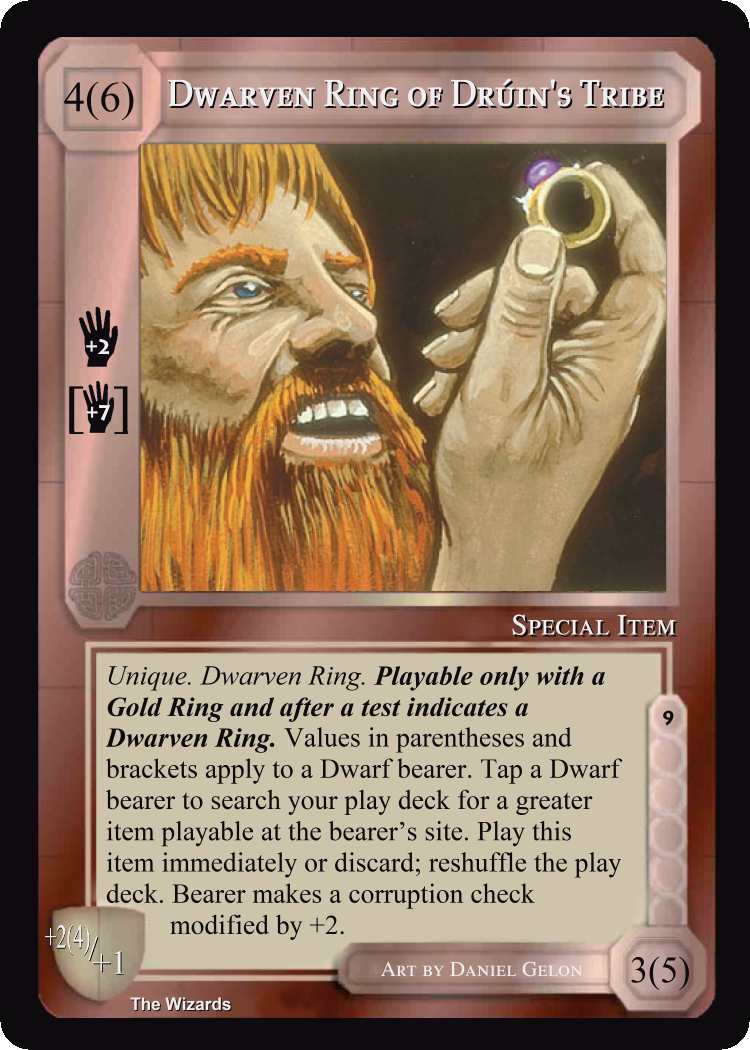 4(6)
Dwarven Ring of Drúin's Tribe
+2
[+7]
Special Item
Unique. Dwarven Ring. Playable only with a
Gold Ring and after a test indicates a
Dwarven Ring. Values in parentheses and
brackets apply to a Dwarf bearer. Tap a Dwarf
bearer to search your play deck for a greater
item playable at the bearer's site. Play this
item immediately or discard; reshuffle the play
deck. Bearer makes a corruption check
modified by +2.
9
+2(4)/+1
Art by Daniel Gelon
3(5)
The Wizards